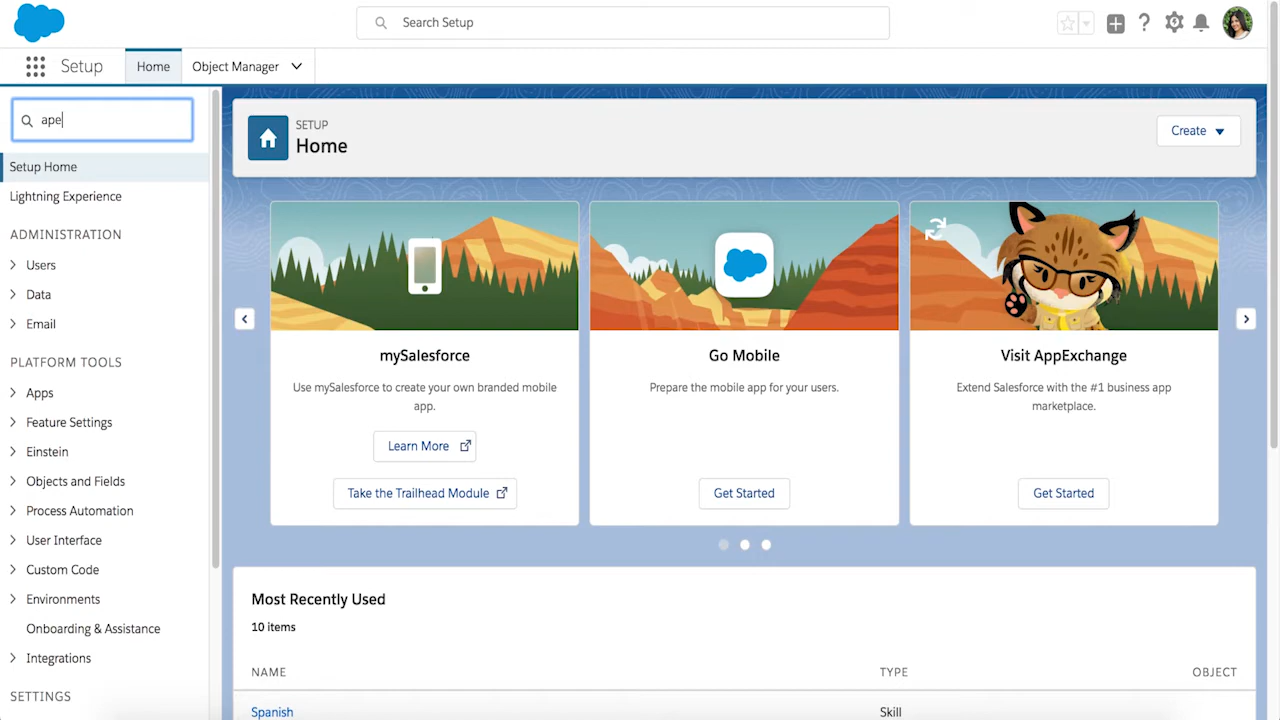 Search Setup
Setup
Home
Object Manager
ape
Setup Home
Lightning Experience
ADMINISTRATION
Users
Data
Email
PLATFORM TOOLS
Apps
Feature Settings
Einstein
Objects and Fields
Process Automation
User Interface
Custom Code
Environments
Onboarding & Assistance
Integrations
SETTINGS
SETUP
Home
Create
mySalesforce
Use mySalesforce to create your own branded mobile
app.
Learn More
Take the Trailhead Module
Go Mobile
Prepare the mobile app for your users.
Get Started
Visit AppExchange
Extend Salesforce with the #1 business app
marketplace.
Get Started
Most Recently Used
10 items
NAME TYPE OBJECT
Spanish Skill